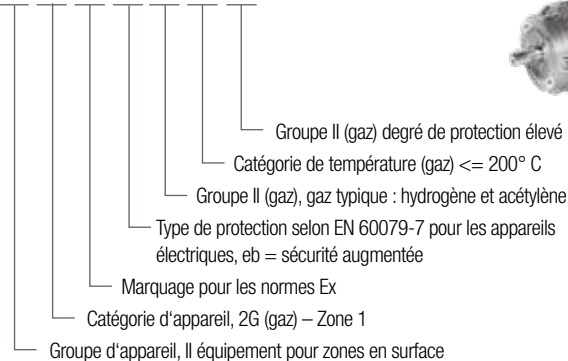 Groupe II (gaz) degré de protection élevé
Catégorie de température (gaz) <= 200° C
Groupe II (gaz), gaz typique : hydrogène et acétylène
Type de protection selon EN 60079-7 pour les appareils
électriques, eb = sécurité augmentée
Marquage pour les normes Ex
Catégorie d‘appareil, 2G (gaz) – Zone 1
Groupe d‘appareil, II équipement pour zones en surface